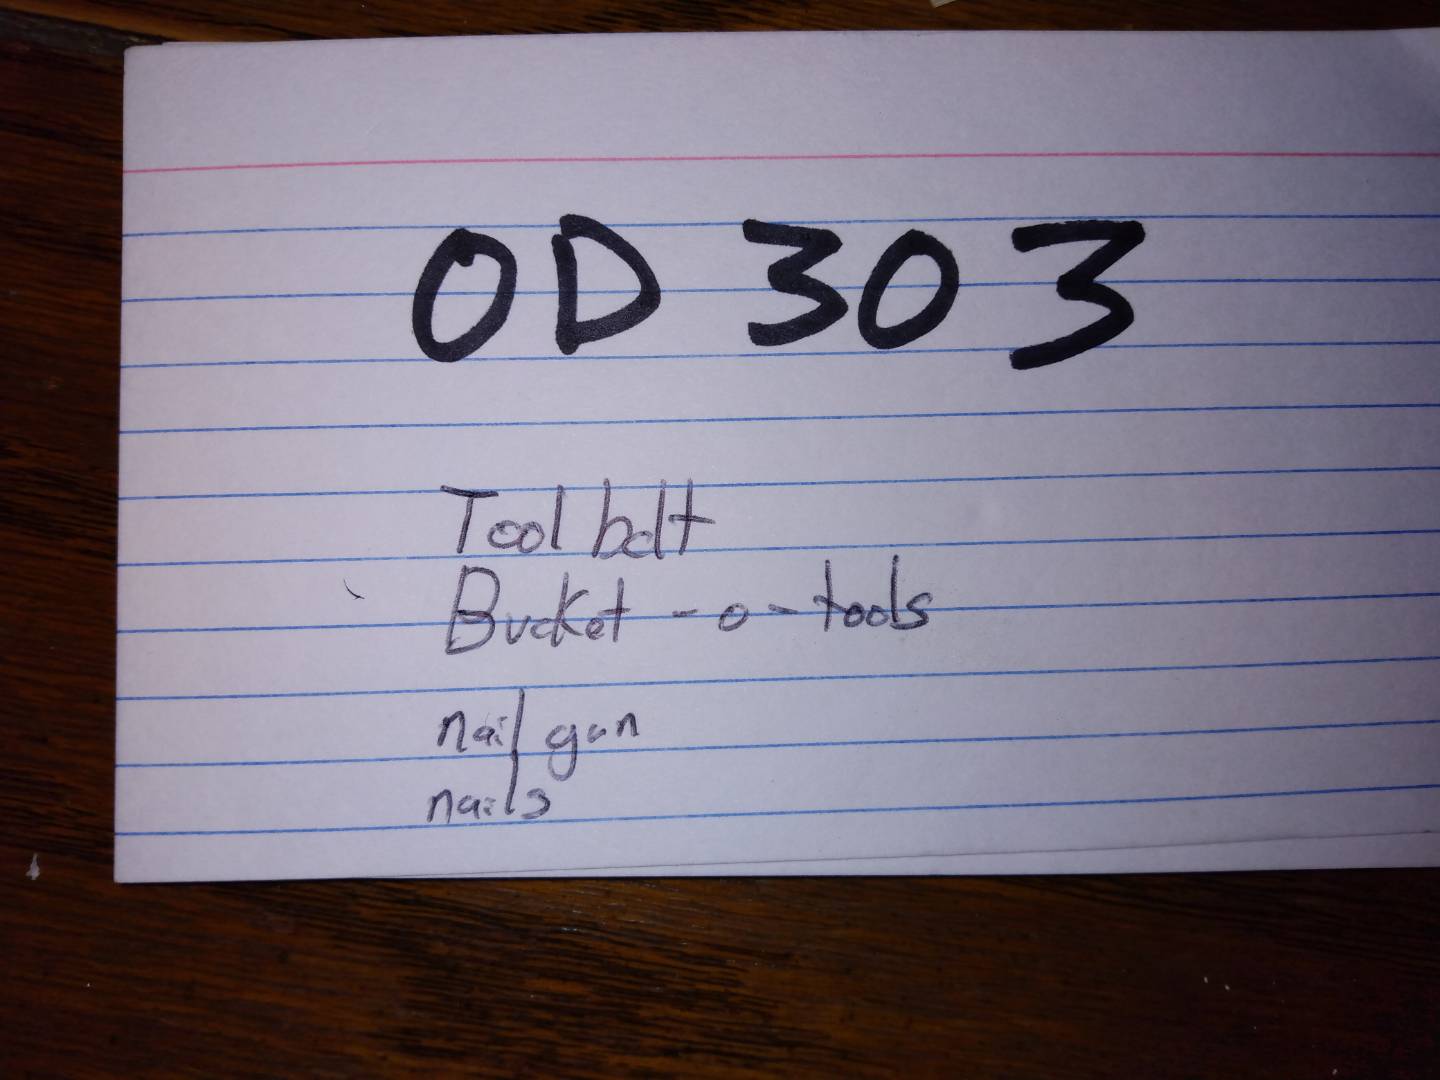 OD 303
Tool belt
Bucket -o- tools
nail gun
nails